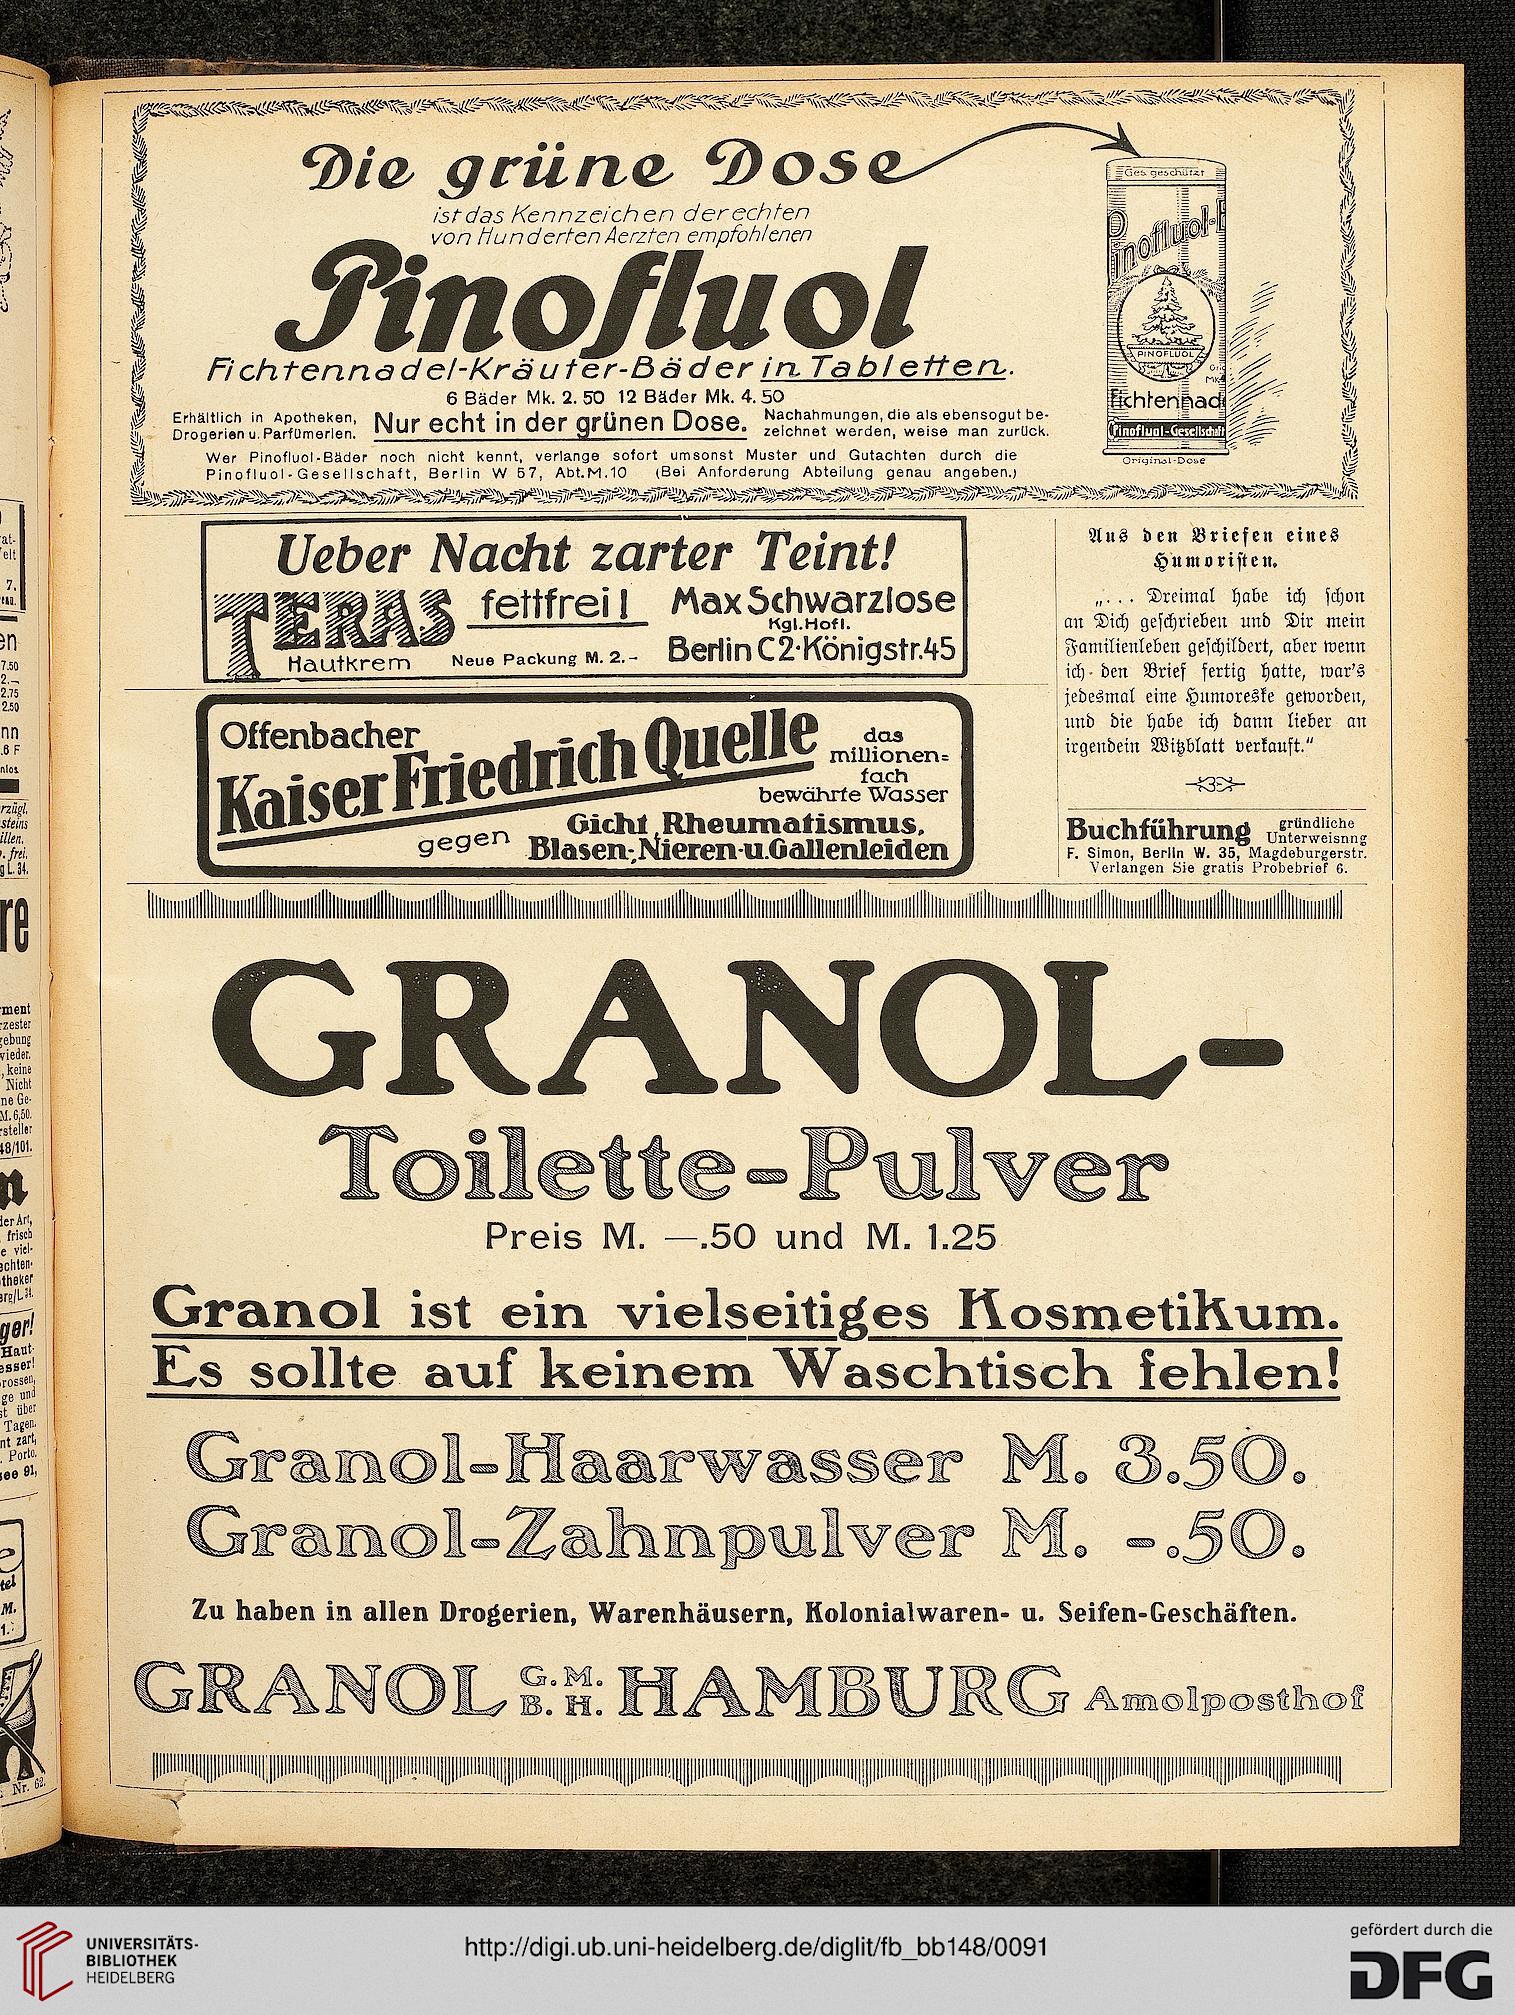 Die grüne Dose
ist das Kennzeichen der echten
von Hunderten Aerzten empfohlenen
Pinofluol
Fichtennadel-Kräuter-Bäder in Tabletten.
6 Bäder Mk. 2.50 12 Bäder Mk. 4.50
Erhältlich in Apotheken,
Drogerien u. Parfümerien.
Nur echt in der grünen Dose.
Nachahmungen, die als ebensogut be-
zeichnet werden, weise man zurück.
Wer Pinofluol-Bäder noch nicht kennt, verlange sofort umsonst Muster und Gutachten durch die
Pinofluol-Gesellschaft, Berlin W 57, Abt. M. 10 (Bei Anforderung Abteilung genau angeben.)
Ges. geschützt
Pinofluol-
PINOFLUOL
Fichtennad
Pinofluol-Gesellschaft
Original-Dose
Ueber Nacht zarter Teint!
TERAS
Hautkrem
fettfrei!
Neue Packung M. 2.-
Max Schwarzlose
Kgl. Hofl.
Berlin C2·Königstr. 45
Offenbacher
Kaiser Friedrich Quelle
das
millionen=
fach
bewährte Wasser
gegen
Gicht, Rheumatismus,
Blasen-, Nieren- u. Gallenleiden
Aus den Briefen eines
Humoristen.
„... Dreimal habe ich schon
an Dich geschrieben und Dir mein
Familienleben geschildert, aber wenn
ich den Brief fertig hatte, war's
jedesmal eine Humoreske geworden,
und die habe ich dann lieber an
irgendein Witzblatt verkauft.“
Buchführung gründliche
Unterweisnng
F. Simon, Berlin W. 35, Magdeburgerstr.
Verlangen Sie gratis Probebrief 6.
GRANOL-
Toilette-Pulver
Preis M. —.50 und M. 1.25
Granol ist ein vielseitiges Kosmetikum.
Es sollte auf keinem Waschtisch fehlen!
Granol-Haarwasser M. 3.50.
Granol-Zahnpulver M. -.50.
Zu haben in allen Drogerien, Warenhäusern, Kolonialwaren- u. Seifen-Geschäften.
GRANOL G. M. B. H. HAMBURG Amolposthof
UNIVERSITÄTS-
BIBLIOTHEK
HEIDELBERG
http://digi.ub.uni-heidelberg.de/diglit/fb_bb148/0091
gefördert durch die
DFG